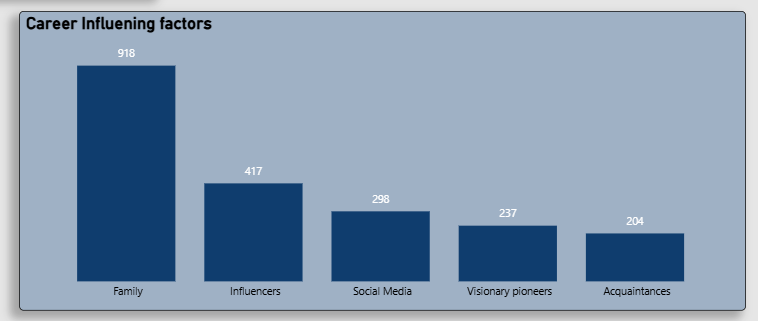 Career Influening factors
918
417
298
237
204
Family
Influencers
Social Media
Visionary pioneers
Acquaintances